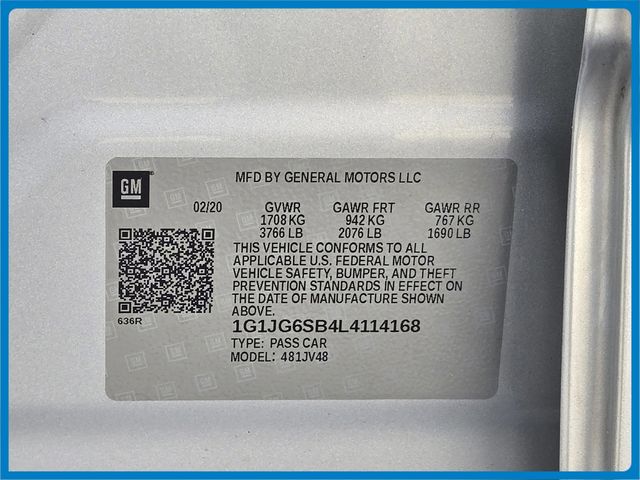 MFD BY GENERAL MOTORS LLC
GM
02/20 GVWR GAWR FRT GAWR RR
1708 KG 942 KG 767 KG
3766 LB 2076 LB 1690 LB
THIS VEHICLE CONFORMS TO ALL
APPLICABLE U.S. FEDERAL MOTOR
VEHICLE SAFETY, BUMPER, AND THEFT
PREVENTION STANDARDS IN EFFECT ON
THE DATE OF MANUFACTURE SHOWN
ABOVE.
636R
1G1JG6SB4L4114168
TYPE: PASS CAR
MODEL: 481JV48